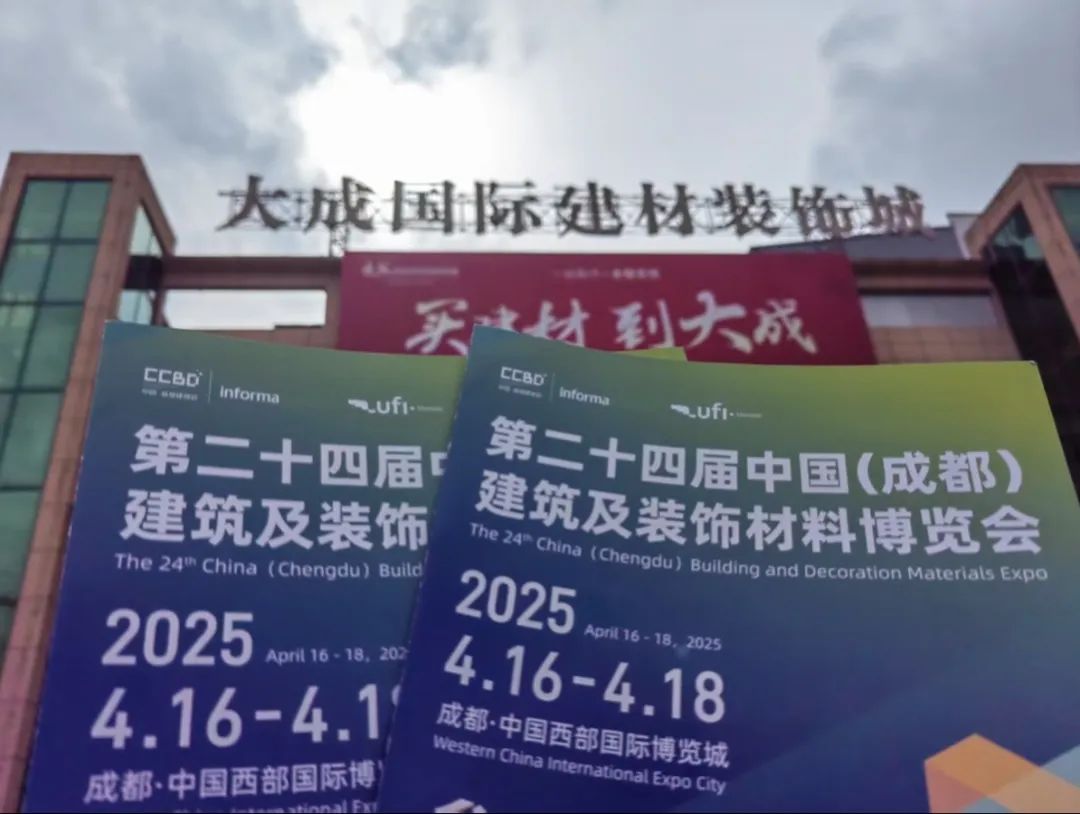 大成国际建材装饰城
买建材 到大成
CCBD informa ufi
第二十四届中
建筑及装饰
The 24th China (Chengdu) Build
2025 April 16 - 18, 202
4.16-4.1
成都·中国西部国际博
CCBD informa ufi
第二十四届中国(成都)
建筑及装饰材料博览会
The 24th China (Chengdu) Building and Decoration Materials Expo
2025 April 16 - 18, 2025
4.16-4.18
成都·中国西部国际博览城
Western China International Expo City